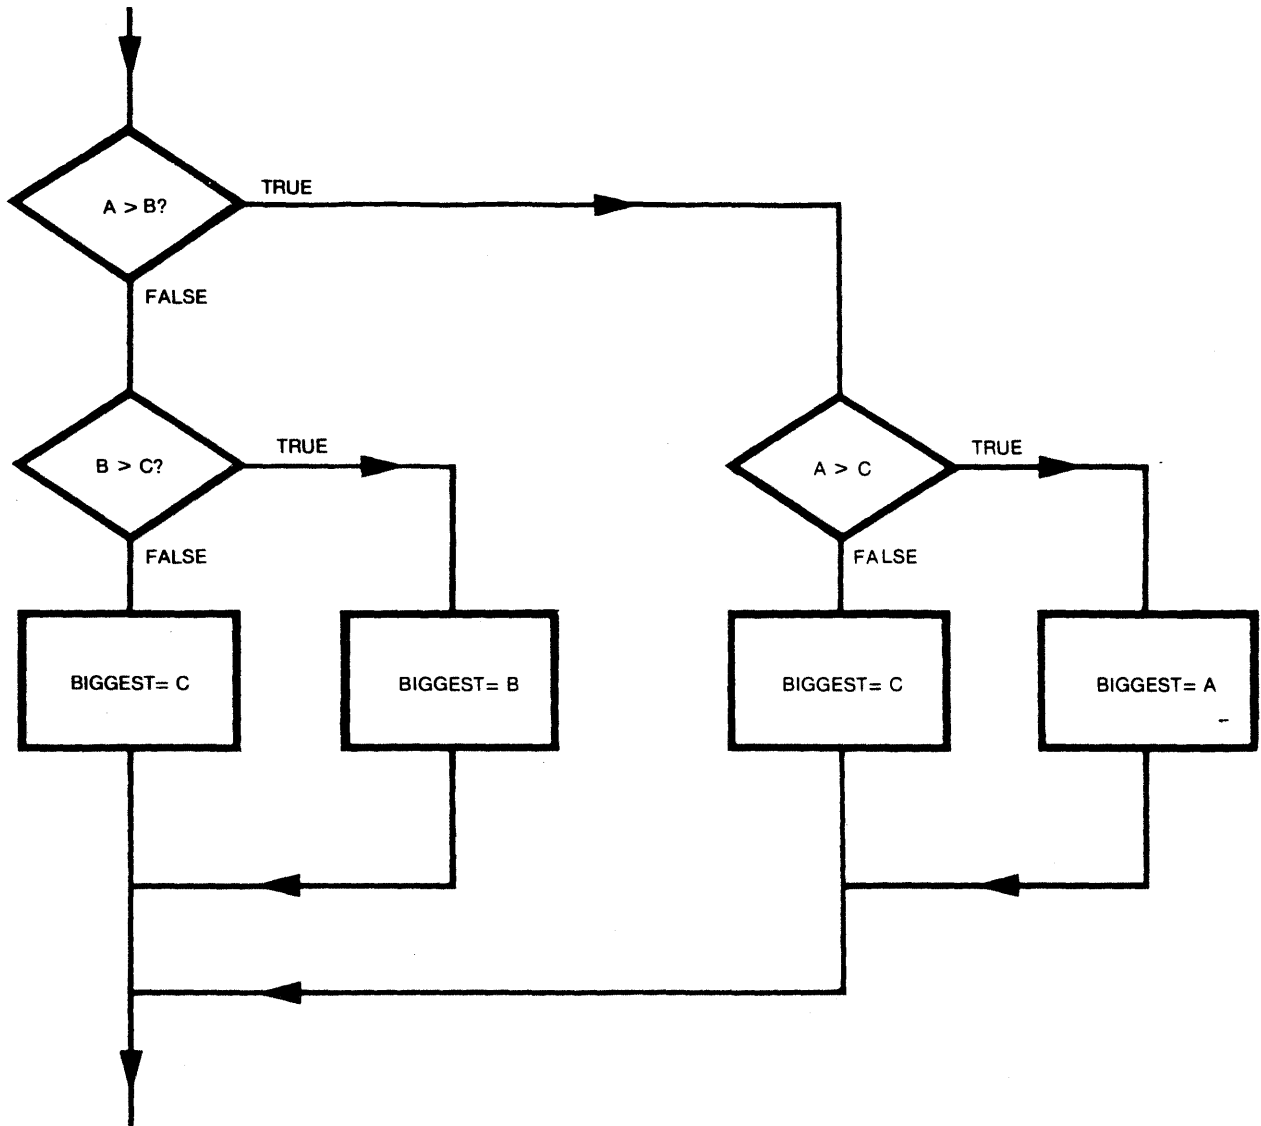 TRUE
A > B?
FALSE
TRUE
B > C?
FALSE
TRUE
A > C
FALSE
BIGGEST= C
BIGGEST= B
BIGGEST= C
BIGGEST= A